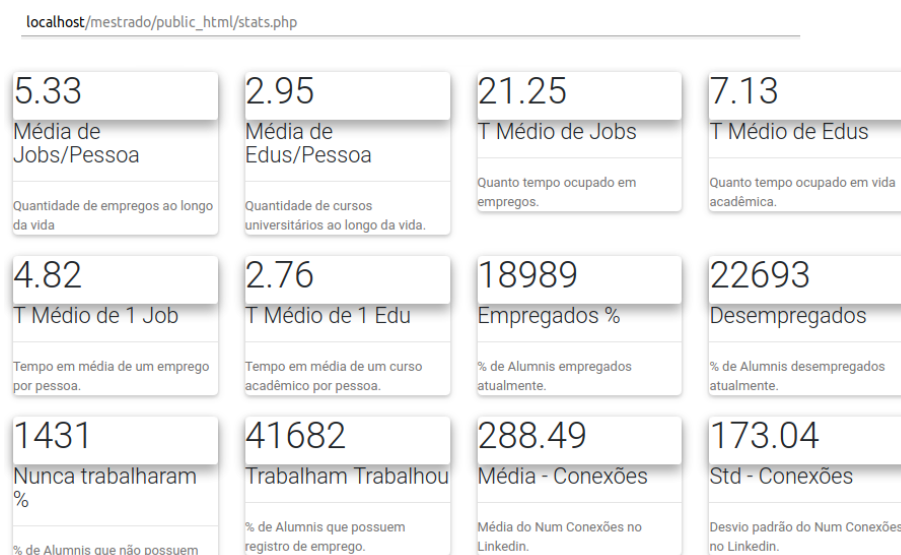 localhost/mestrado/public_html/stats.php
5.33
Média de
Jobs/Pessoa
Quantidade de empregos ao longo
da vida
2.95
Média de
Edus/Pessoa
Quantidade de cursos
universitários ao longo da vida.
21.25
T Médio de Jobs
Quanto tempo ocupado em
empregos.
7.13
T Médio de Edus
Quanto tempo ocupado em vida
acadêmica.
4.82
T Médio de 1 Job
Tempo em média de um emprego
por pessoa.
2.76
T Médio de 1 Edu
Tempo em média de um curso
acadêmico por pessoa.
18989
Empregados %
% de Alumnis empregados
atualmente.
22693
Desempregados
% de Alumnis desempregados
atualmente.
1431
Nunca trabalharam
%
% de Alumnis que não possuem
41682
Trabalham Trabalhou
% de Alumnis que possuem
registro de emprego.
288.49
Média - Conexões
Média do Num Conexões no
Linkedin.
173.04
Std - Conexões
Desvio padrão do Num Conexões
no Linkedin.